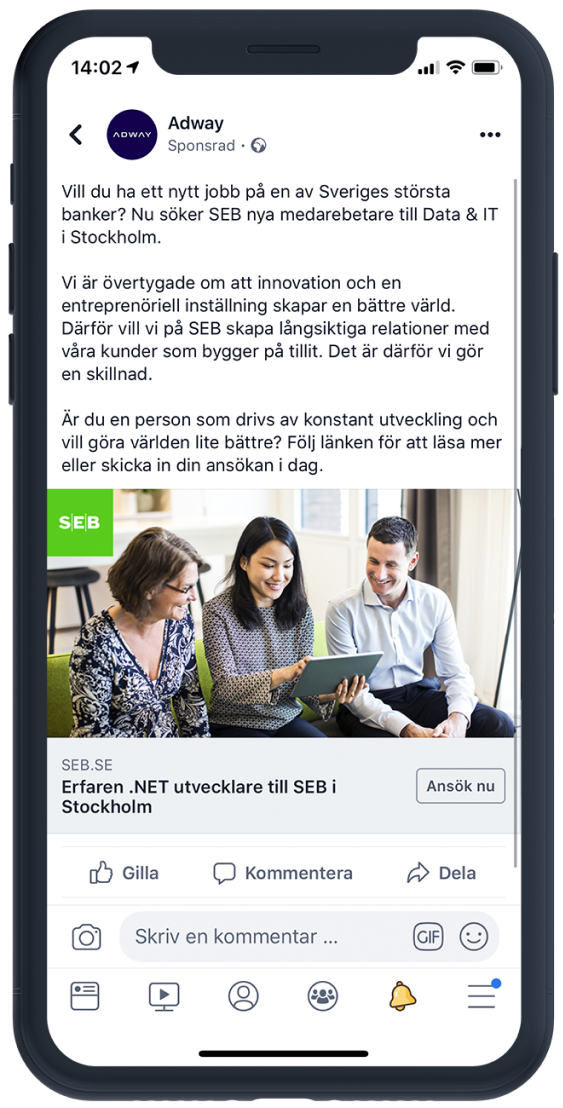 14:02
ADWAY
Adway
Sponsrad ·
Vill du ha ett nytt jobb på en av Sveriges största
banker? Nu söker SEB nya medarebetare till Data & IT
i Stockholm.
Vi är övertygade om att innovation och en
entreprenöriell inställning skapar en bättre värld.
Därför vill vi på SEB skapa långsiktiga relationer med
våra kunder som bygger på tillit. Det är därför vi gör
en skillnad.
Är du en person som drivs av konstant utveckling och
vill göra världen lite bättre? Följ länken för att läsa mer
eller skicka in din ansökan i dag.
S|E|B
SEB.SE
Erfaren .NET utvecklare till SEB i
Stockholm
Ansök nu
Gilla
Kommentera
Dela
Skriv en kommentar ...
GIF